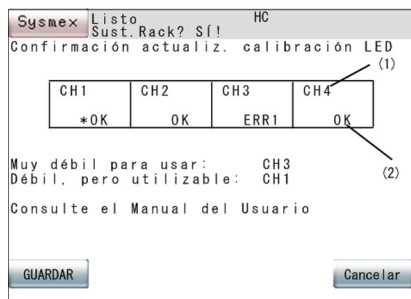 Sysmex Listo HC
Sust.Rack? Sí!
Confirmación actualiz. calibración LED
(1)
CH1 CH2 CH3 CH4
*OK OK ERR1 OK
(2)
Muy débil para usar: CH3
Débil, pero utilizable: CH1
Consulte el Manual del Usuario
GUARDAR Cancelar